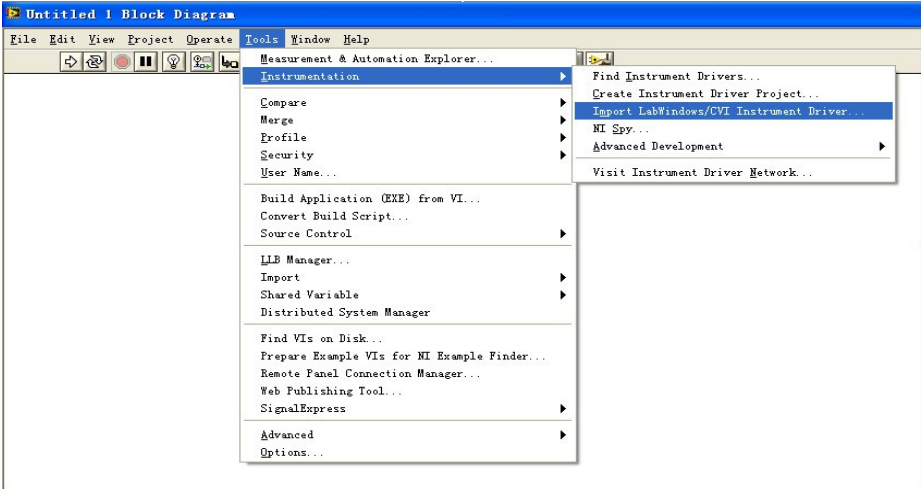 Untitled 1 Block Diagram
File Edit View Project Operate Tools Window Help
Measurement & Automation Explorer...
Instrumentation
Compare
Merge
Profile
Security
User Name...
Build Application (EXE) from VI...
Convert Build Script...
Source Control
LLB Manager...
Import
Shared Variable
Distributed System Manager
Find VIs on Disk...
Prepare Example VIs for NI Example Finder...
Remote Panel Connection Manager...
Web Publishing Tool...
SignalExpress
Advanced
Options...
Find Instrument Drivers...
Create Instrument Driver Project...
Import LabWindows/CVI Instrument Driver...
NI Spy...
Advanced Development
Visit Instrument Driver Network...